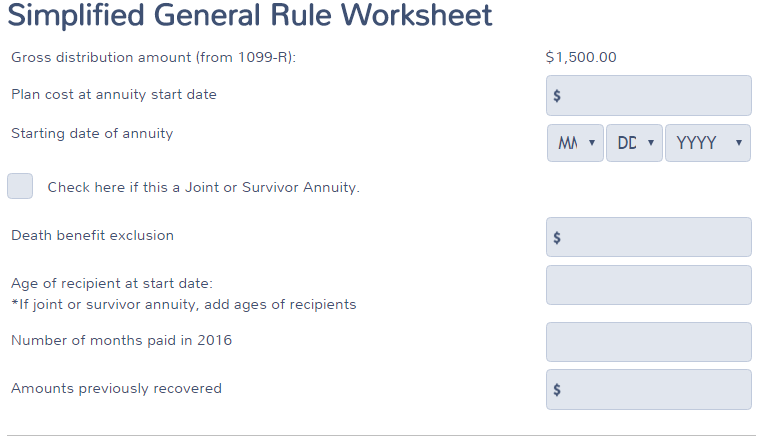 Simplified General Rule Worksheet
Gross distribution amount (from 1099-R): $1,500.00
Plan cost at annuity start date $
Starting date of annuity MM DD YYYY
Check here if this a Joint or Survivor Annuity.
Death benefit exclusion $
Age of recipient at start date:
*If joint or survivor annuity, add ages of recipients
Number of months paid in 2016
Amounts previously recovered $